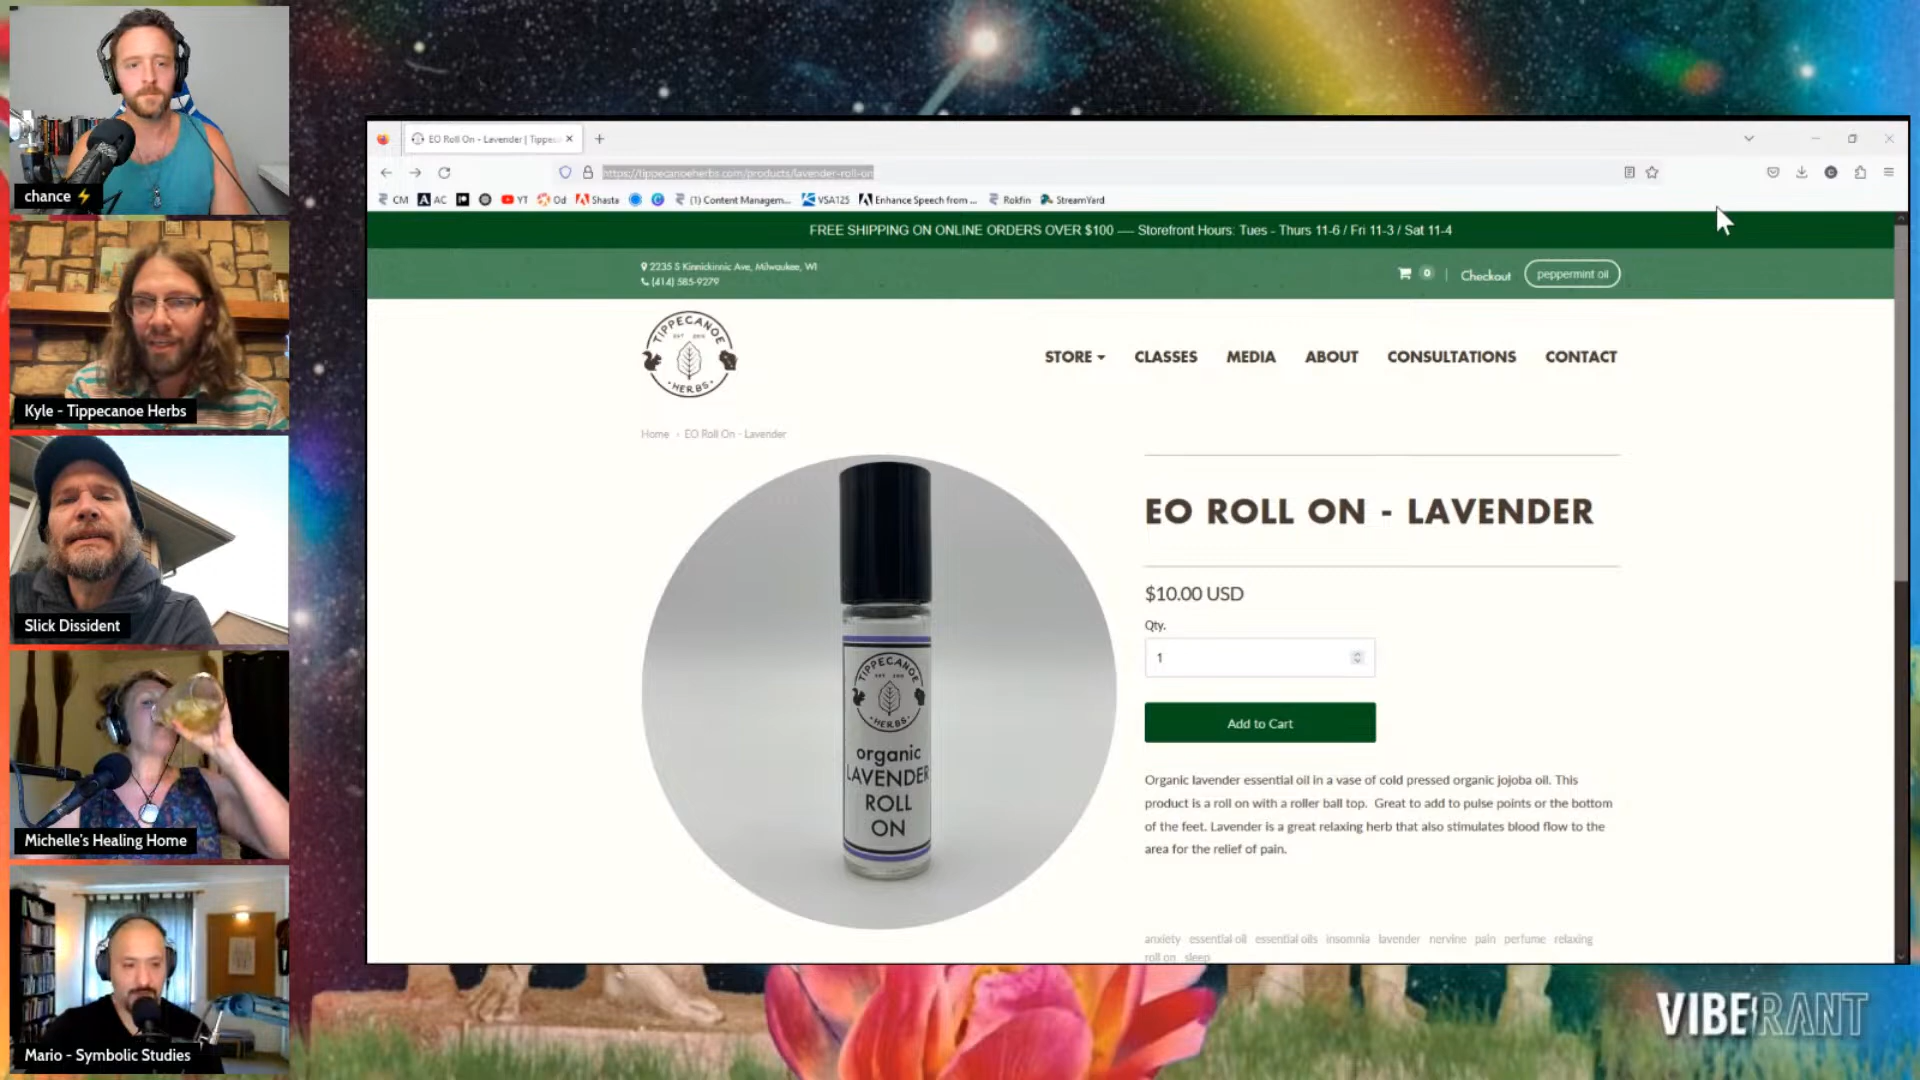 chance ⚡
Kyle - Tippecanoe Herbs
Slick Dissident
Michelle's Healing Home
Mario - Symbolic Studies
EO Roll On - Lavender | Tippec
https://tippecanoeherbs.com/products/lavender-roll-on
CM AC YT Od Shasta (1) Content Managem... VSA125 Enhance Speech from ... Rokfin StreamYard
FREE SHIPPING ON ONLINE ORDERS OVER $100 — Storefront Hours: Tues - Thurs 11-6 / Fri 11-3 / Sat 11-4
2235 S Kinnickinnic Ave, Milwaukee, WI
(414) 585-9279
0 | Checkout peppermint oil
TIPPECANOE
HERBS
STORE CLASSES MEDIA ABOUT CONSULTATIONS CONTACT
Home › EO Roll On - Lavender
TIPPECANOE
HERBS
organic
LAVENDER
ROLL
ON
EO ROLL ON - LAVENDER
$10.00 USD
Qty.
1
Add to Cart
Organic lavender essential oil in a vase of cold pressed organic jojoba oil. This
product is a roll on with a roller ball top. Great to add to pulse points or the bottom
of the feet. Lavender is a great relaxing herb that also stimulates blood flow to the
area for the relief of pain.
anxiety essential oil essential oils insomnia lavender nervine pain perfume relaxing
roll on sleep
VIBERANT